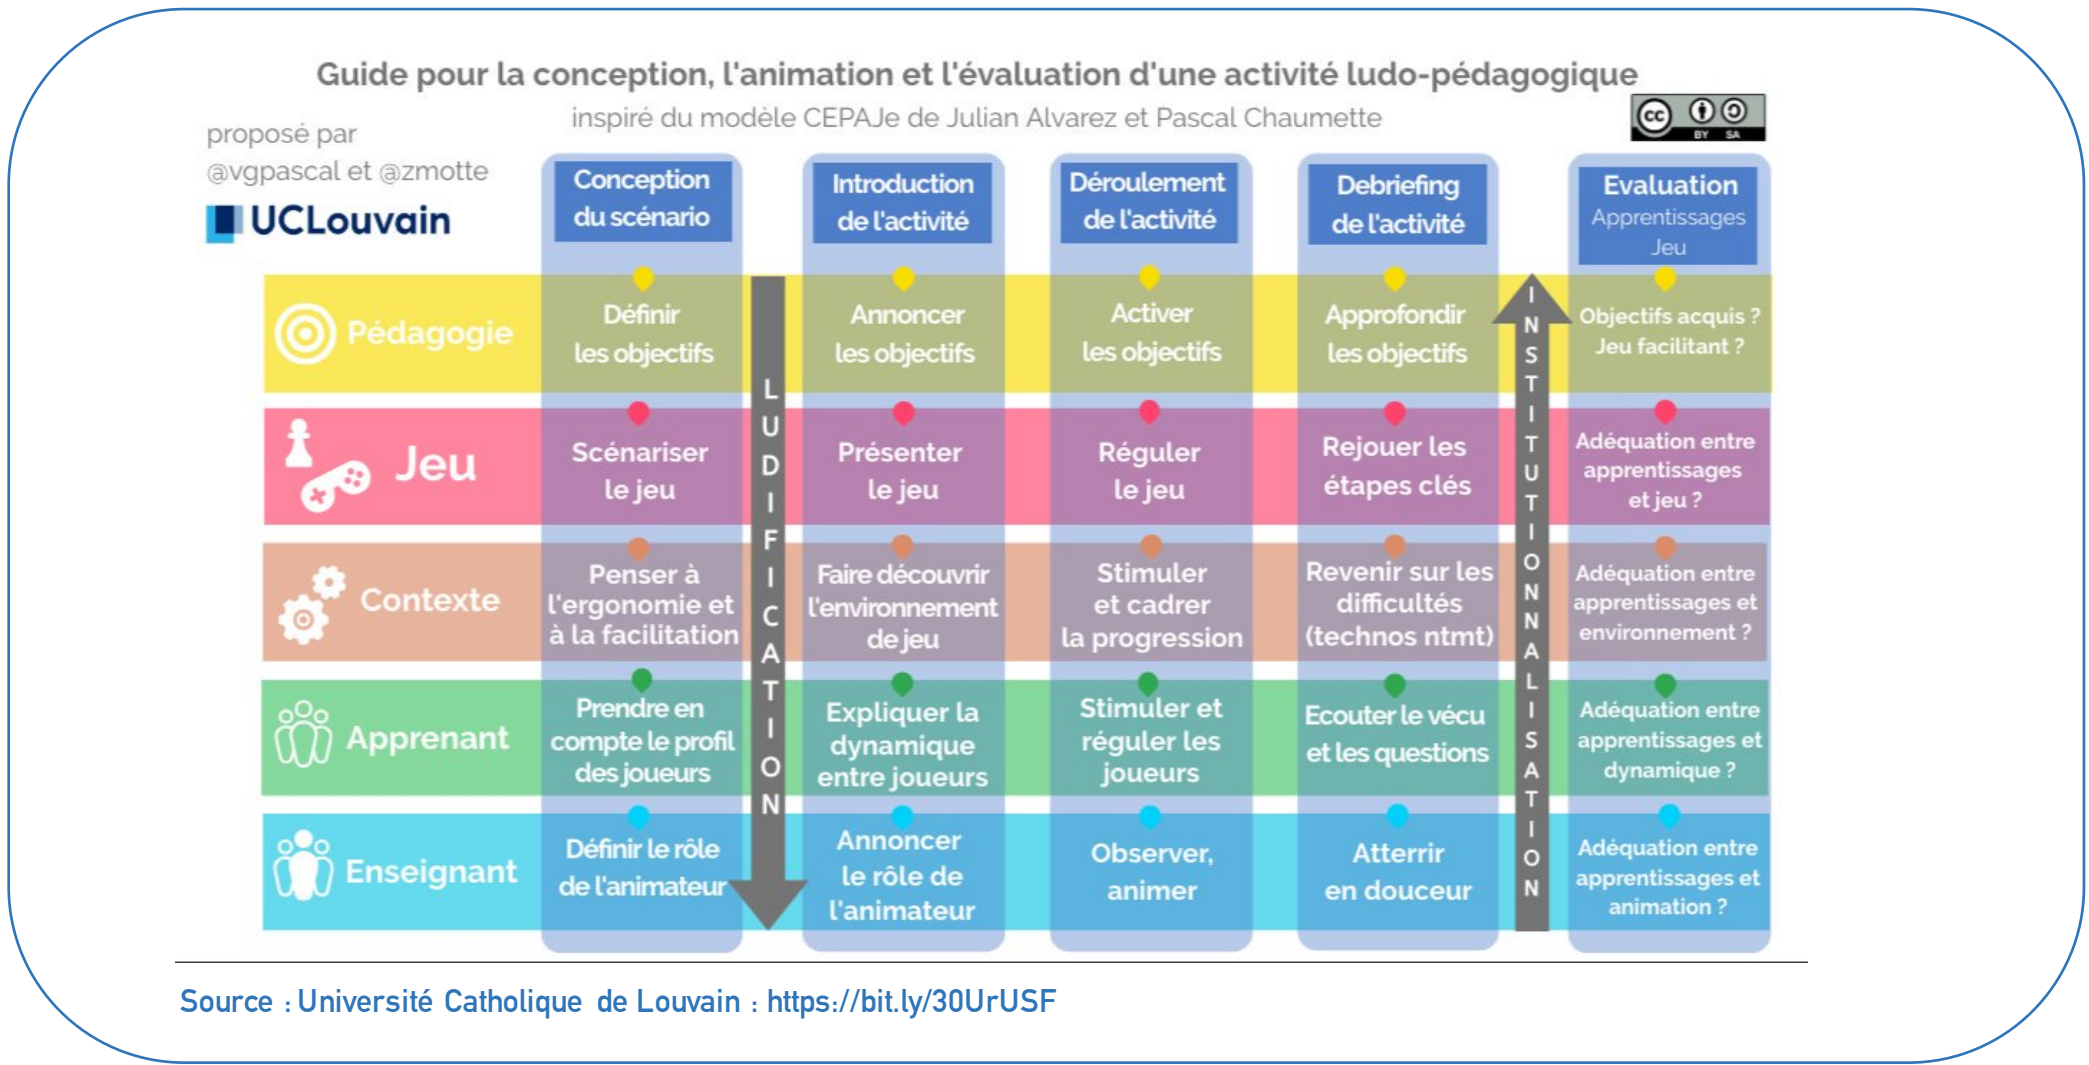 Guide pour la conception, l'animation et l'évaluation d'une activité ludo-pédagogique
inspiré du modèle CEPAJe de Julian Alvarez et Pascal Chaumette
cc
BY SA
proposé par
@vgpascal et @zmotte
UCLouvain
Conception
du scénario
Introduction
de l'activité
Déroulement
de l'activité
Debriefing
de l'activité
Evaluation
Apprentissages
Jeu
Pédagogie
Définir
les objectifs
Annoncer
les objectifs
Activer
les objectifs
Approfondir
les objectifs
Objectifs acquis ?
Jeu facilitant ?
Jeu
Scénariser
le jeu
Présenter
le jeu
Réguler
le jeu
Rejouer les
étapes clés
Adéquation entre
apprentissages
et jeu ?
Contexte
Penser à
l'ergonomie et
à la facilitation
Faire découvrir
l'environnement
de jeu
Stimuler
et cadrer
la progression
Revenir sur les
difficultés
(technos ntmt)
Adéquation entre
apprentissages et
environnement ?
Apprenant
Prendre en
compte le profil
des joueurs
Expliquer la
dynamique
entre joueurs
Stimuler et
réguler les
joueurs
Ecouter le vécu
et les questions
Adéquation entre
apprentissages et
dynamique ?
Enseignant
Définir le rôle
de l'animateur
Annoncer
le rôle de
l'animateur
Observer,
animer
Atterrir
en douceur
Adéquation entre
apprentissages et
animation ?
LUDIFICATION
INSTITUTIONNALISATION
Source : Université Catholique de Louvain : https://bit.ly/30UrUSF